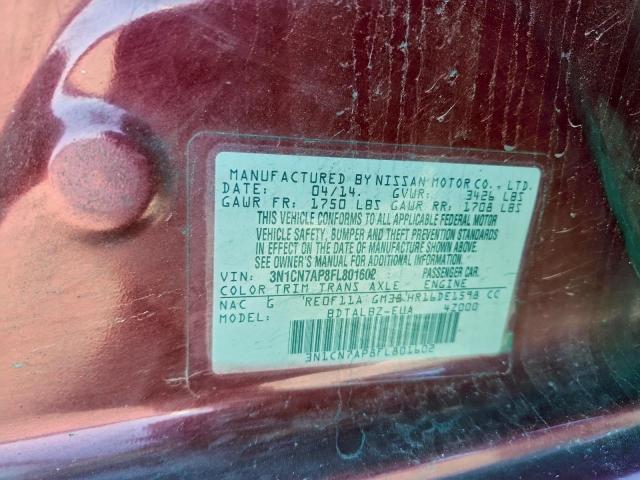 MANUFACTURED BY NISSAN MOTOR CO., LTD.
DATE: 04/14. GVWR: 3426 LBS
GAWR FR: 1750 LBS GAWR RR: 1708 LBS
THIS VEHICLE CONFORMS TO ALL APPLICABLE FEDERAL MOTOR
VEHICLE SAFETY, BUMPER AND THEFT PREVENTION STANDARDS
IN EFFECT ON THE DATE OF MANUFACTURE SHOWN ABOVE.
SEE OWNER'S MANUAL FOR ADDITIONAL INFORMATION.
VIN: 3N1CN7AP8FL801602 PASSENGER CAR.
COLOR TRIM TRANS AXLE ENGINE
NAC G RE0F11A GM38 HR16DE1598 CC
MODEL: BDTALBZ-EUA 4Z000
3N1CN7AP8FL801602